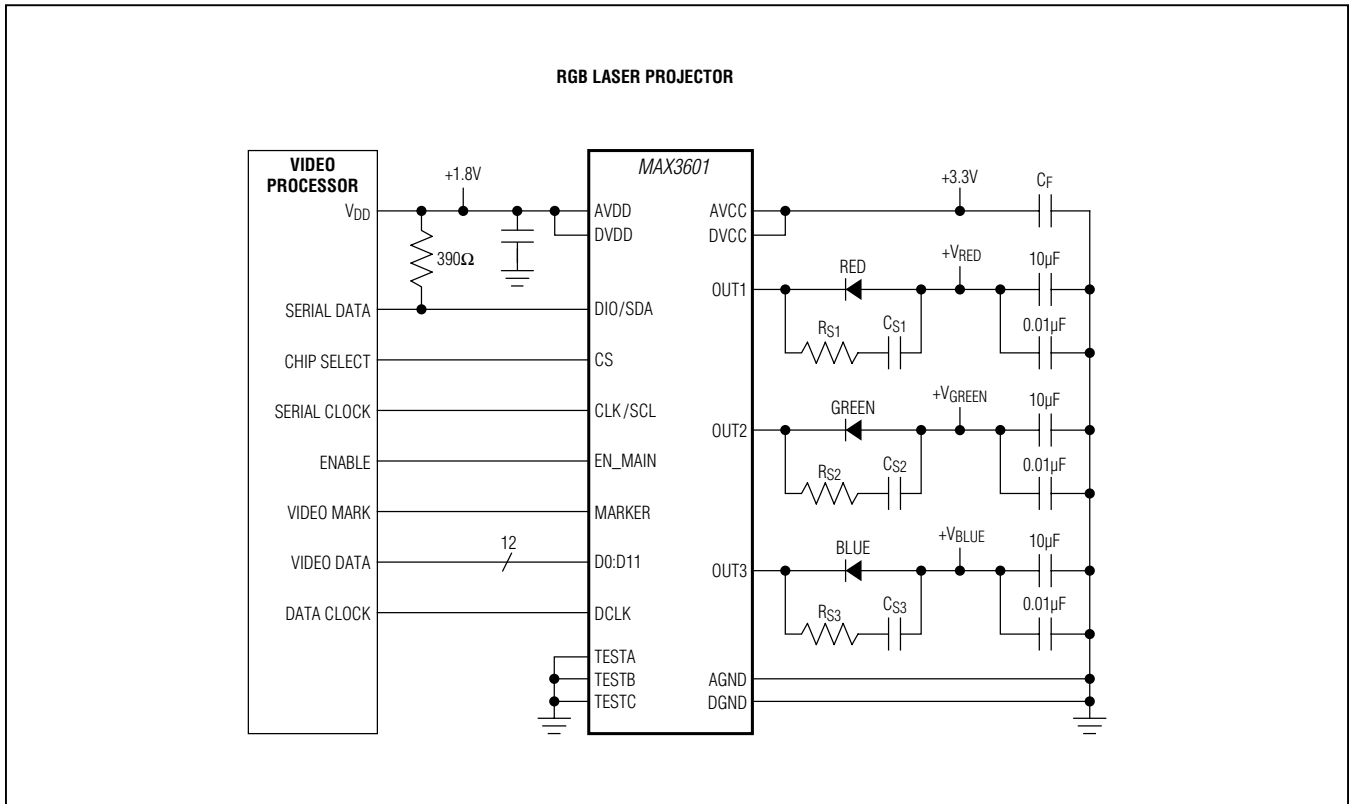 RGB LASER PROJECTOR
VIDEO
PROCESSOR
VDD
SERIAL DATA
CHIP SELECT
SERIAL CLOCK
ENABLE
VIDEO MARK
VIDEO DATA
DATA CLOCK
+1.8V
390Ω
12
MAX3601
AVDD
DVDD
DIO/SDA
CS
CLK/SCL
EN_MAIN
MARKER
D0:D11
DCLK
TESTA
TESTB
TESTC
AVCC
DVCC
OUT1
OUT2
OUT3
AGND
DGND
+3.3V
CF
RED
+VRED
10µF
RS1
CS1
0.01µF
GREEN
+VGREEN
10µF
RS2
CS2
0.01µF
BLUE
+VBLUE
10µF
RS3
CS3
0.01µF